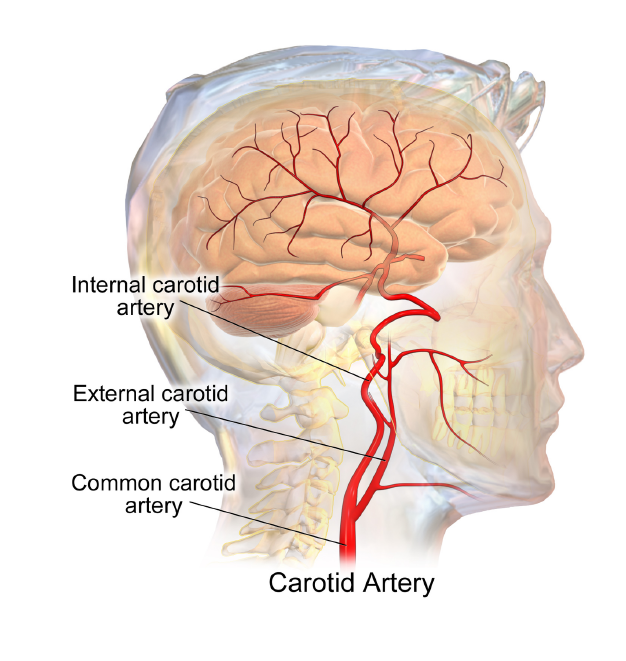 Internal carotid
artery
External carotid
artery
Common carotid
artery
Carotid Artery